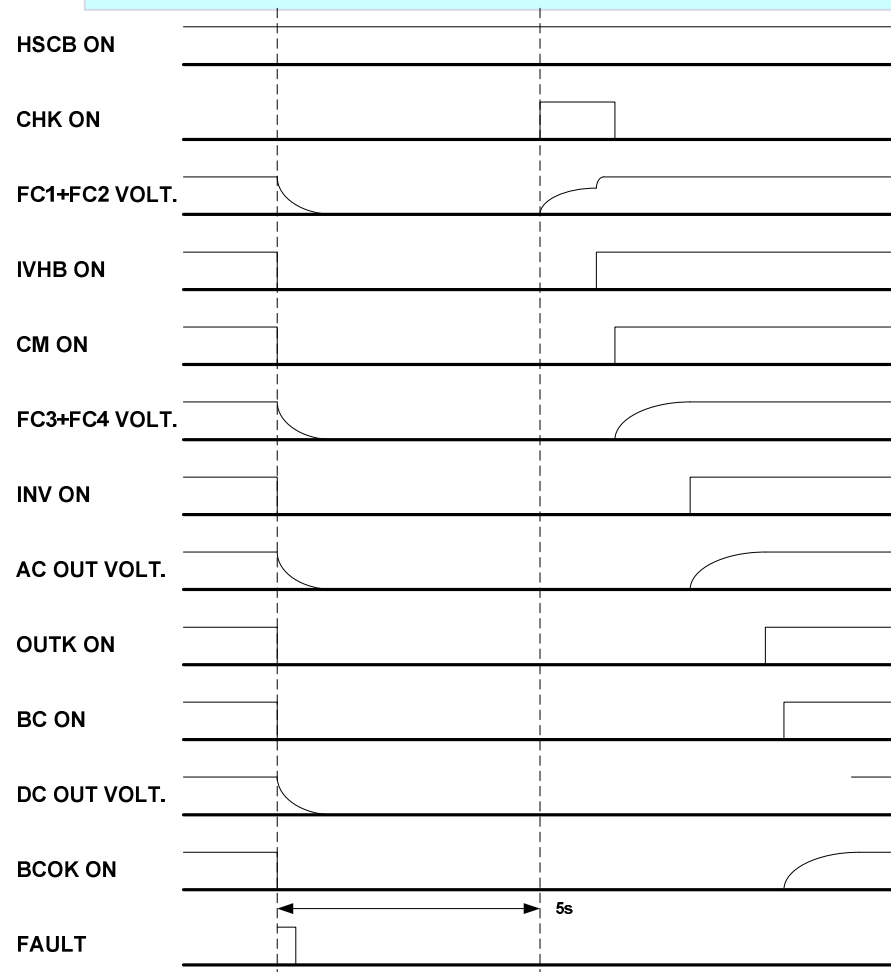 HSCB ON
CHK ON
FC1+FC2 VOLT.
IVHB ON
CM ON
FC3+FC4 VOLT.
INV ON
AC OUT VOLT.
OUTK ON
BC ON
DC OUT VOLT.
BCOK ON
5s
FAULT